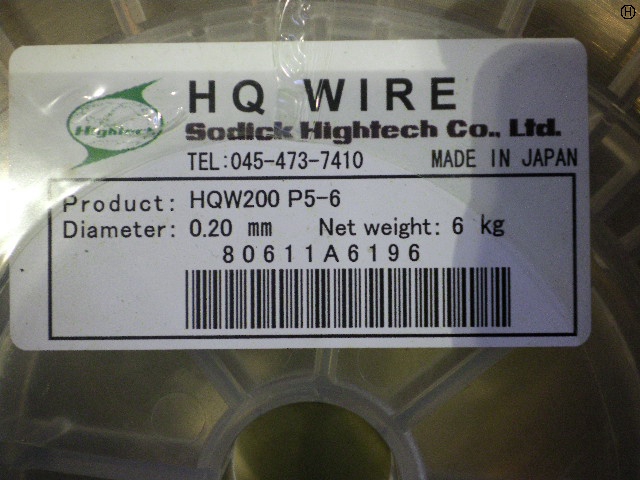 Ⓗ
HQ WIRE
Hightech
Sodick Hightech Co., Ltd.
TEL:045-473-7410 MADE IN JAPAN
Product: HQW200 P5-6
Diameter: 0.20 mm Net weight: 6 kg
80611A6196